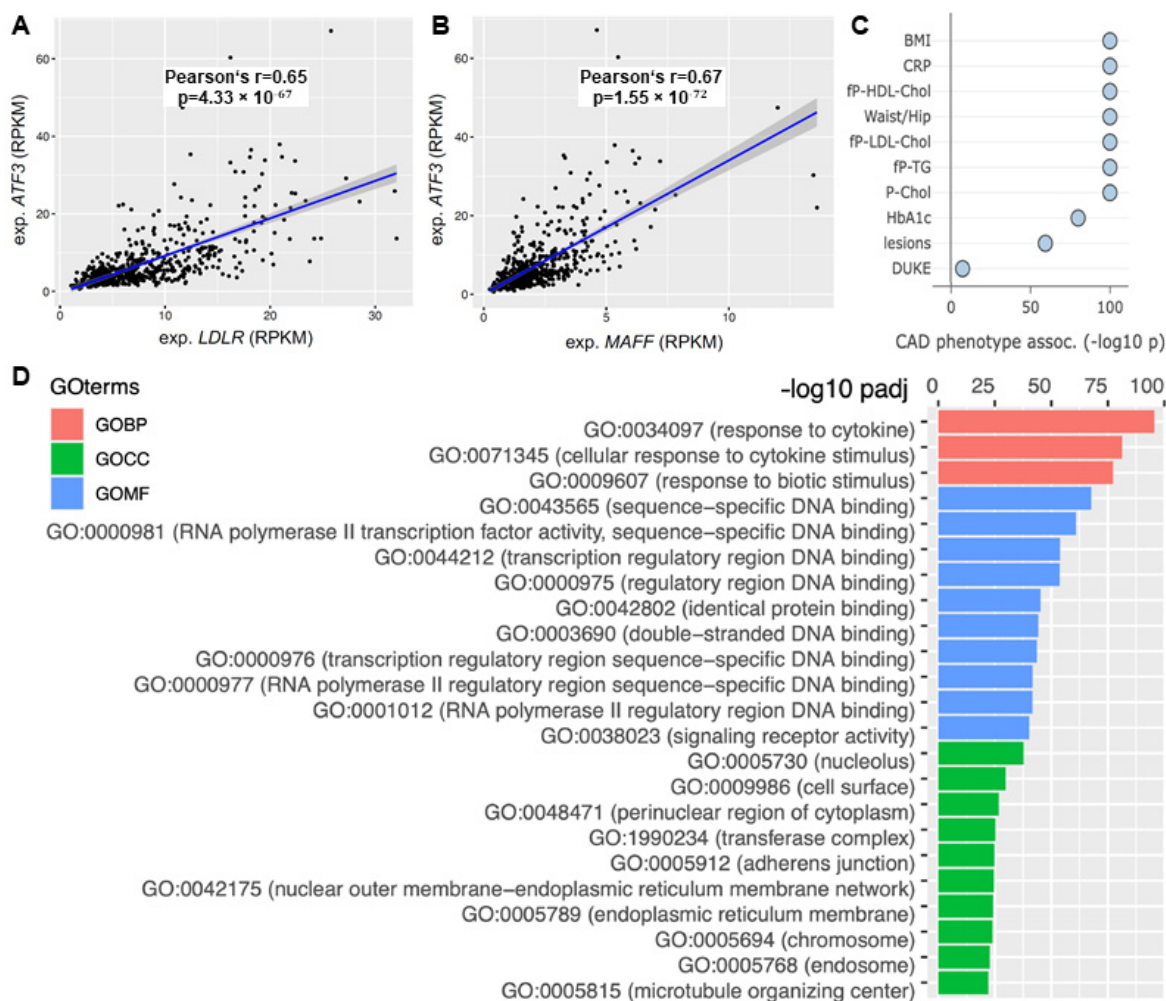 A
60
40
20
0
exp. ATF3 (RPKM)
Pearson's r=0.65
p=4.33 × 10-67
0
10
20
30
exp. LDLR (RPKM)
B
60
40
20
0
exp. ATF3 (RPKM)
Pearson's r=0.67
p=1.55 × 10-72
0
5
10
exp. MAFF (RPKM)
C
BMI
CRP
fP-HDL-Chol
Waist/Hip
fP-LDL-Chol
fP-TG
P-Chol
HbA1c
lesions
DUKE
0
50
100
CAD phenotype assoc. (-log10 p)
D
GOterms
GOBP
GOCC
GOMF
-log10 padj
0
25
50
75
100
GO:0034097 (response to cytokine)
GO:0071345 (cellular response to cytokine stimulus)
GO:0009607 (response to biotic stimulus)
GO:0043565 (sequence−specific DNA binding)
GO:0000981 (RNA polymerase II transcription factor activity, sequence−specific DNA binding)
GO:0044212 (transcription regulatory region DNA binding)
GO:0000975 (regulatory region DNA binding)
GO:0042802 (identical protein binding)
GO:0003690 (double−stranded DNA binding)
GO:0000976 (transcription regulatory region sequence−specific DNA binding)
GO:0000977 (RNA polymerase II regulatory region sequence−specific DNA binding)
GO:0001012 (RNA polymerase II regulatory region DNA binding)
GO:0038023 (signaling receptor activity)
GO:0005730 (nucleolus)
GO:0009986 (cell surface)
GO:0048471 (perinuclear region of cytoplasm)
GO:1990234 (transferase complex)
GO:0005912 (adherens junction)
GO:0042175 (nuclear outer membrane−endoplasmic reticulum membrane network)
GO:0005789 (endoplasmic reticulum membrane)
GO:0005694 (chromosome)
GO:0005768 (endosome)
GO:0005815 (microtubule organizing center)